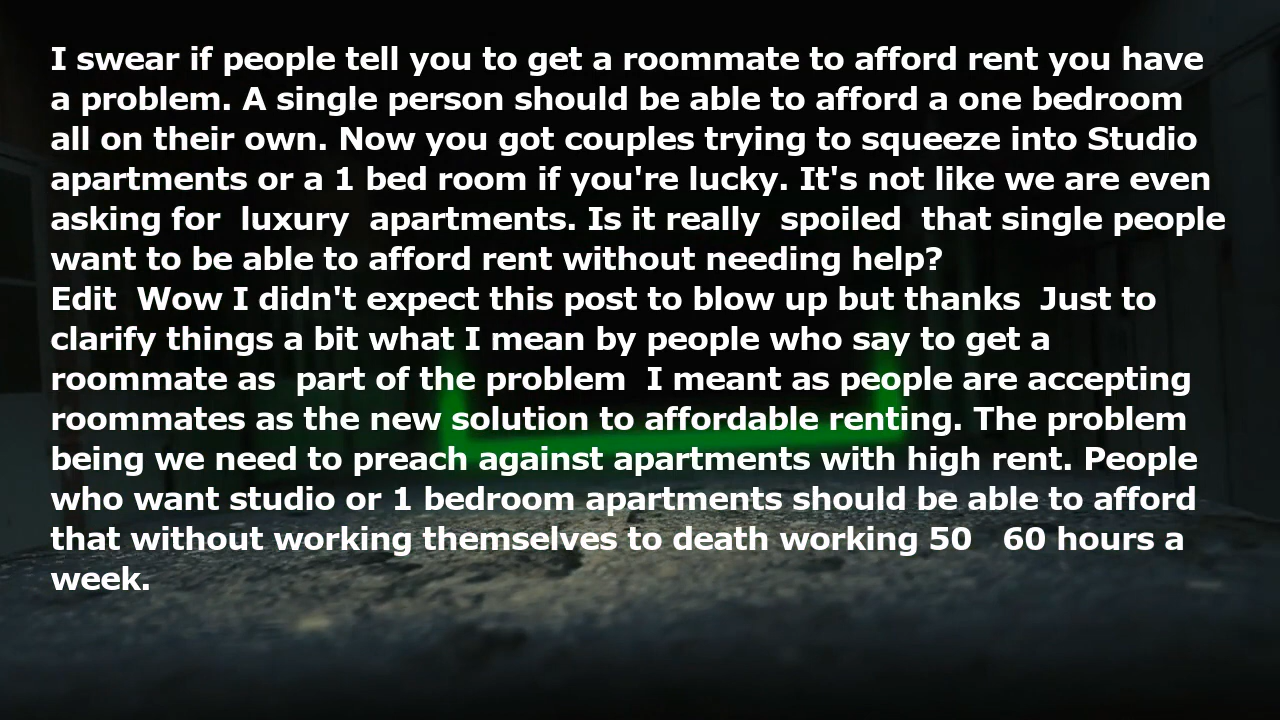 I swear if people tell you to get a roommate to afford rent you have
a problem. A single person should be able to afford a one bedroom
all on their own. Now you got couples trying to squeeze into Studio
apartments or a 1 bed room if you're lucky. It's not like we are even
asking for  luxury  apartments. Is it really  spoiled  that single people
want to be able to afford rent without needing help?
Edit  Wow I didn't expect this post to blow up but thanks  Just to
clarify things a bit what I mean by people who say to get a
roommate as  part of the problem  I meant as people are accepting
roommates as the new solution to affordable renting. The problem
being we need to preach against apartments with high rent. People
who want studio or 1 bedroom apartments should be able to afford
that without working themselves to death working 50   60 hours a
week.